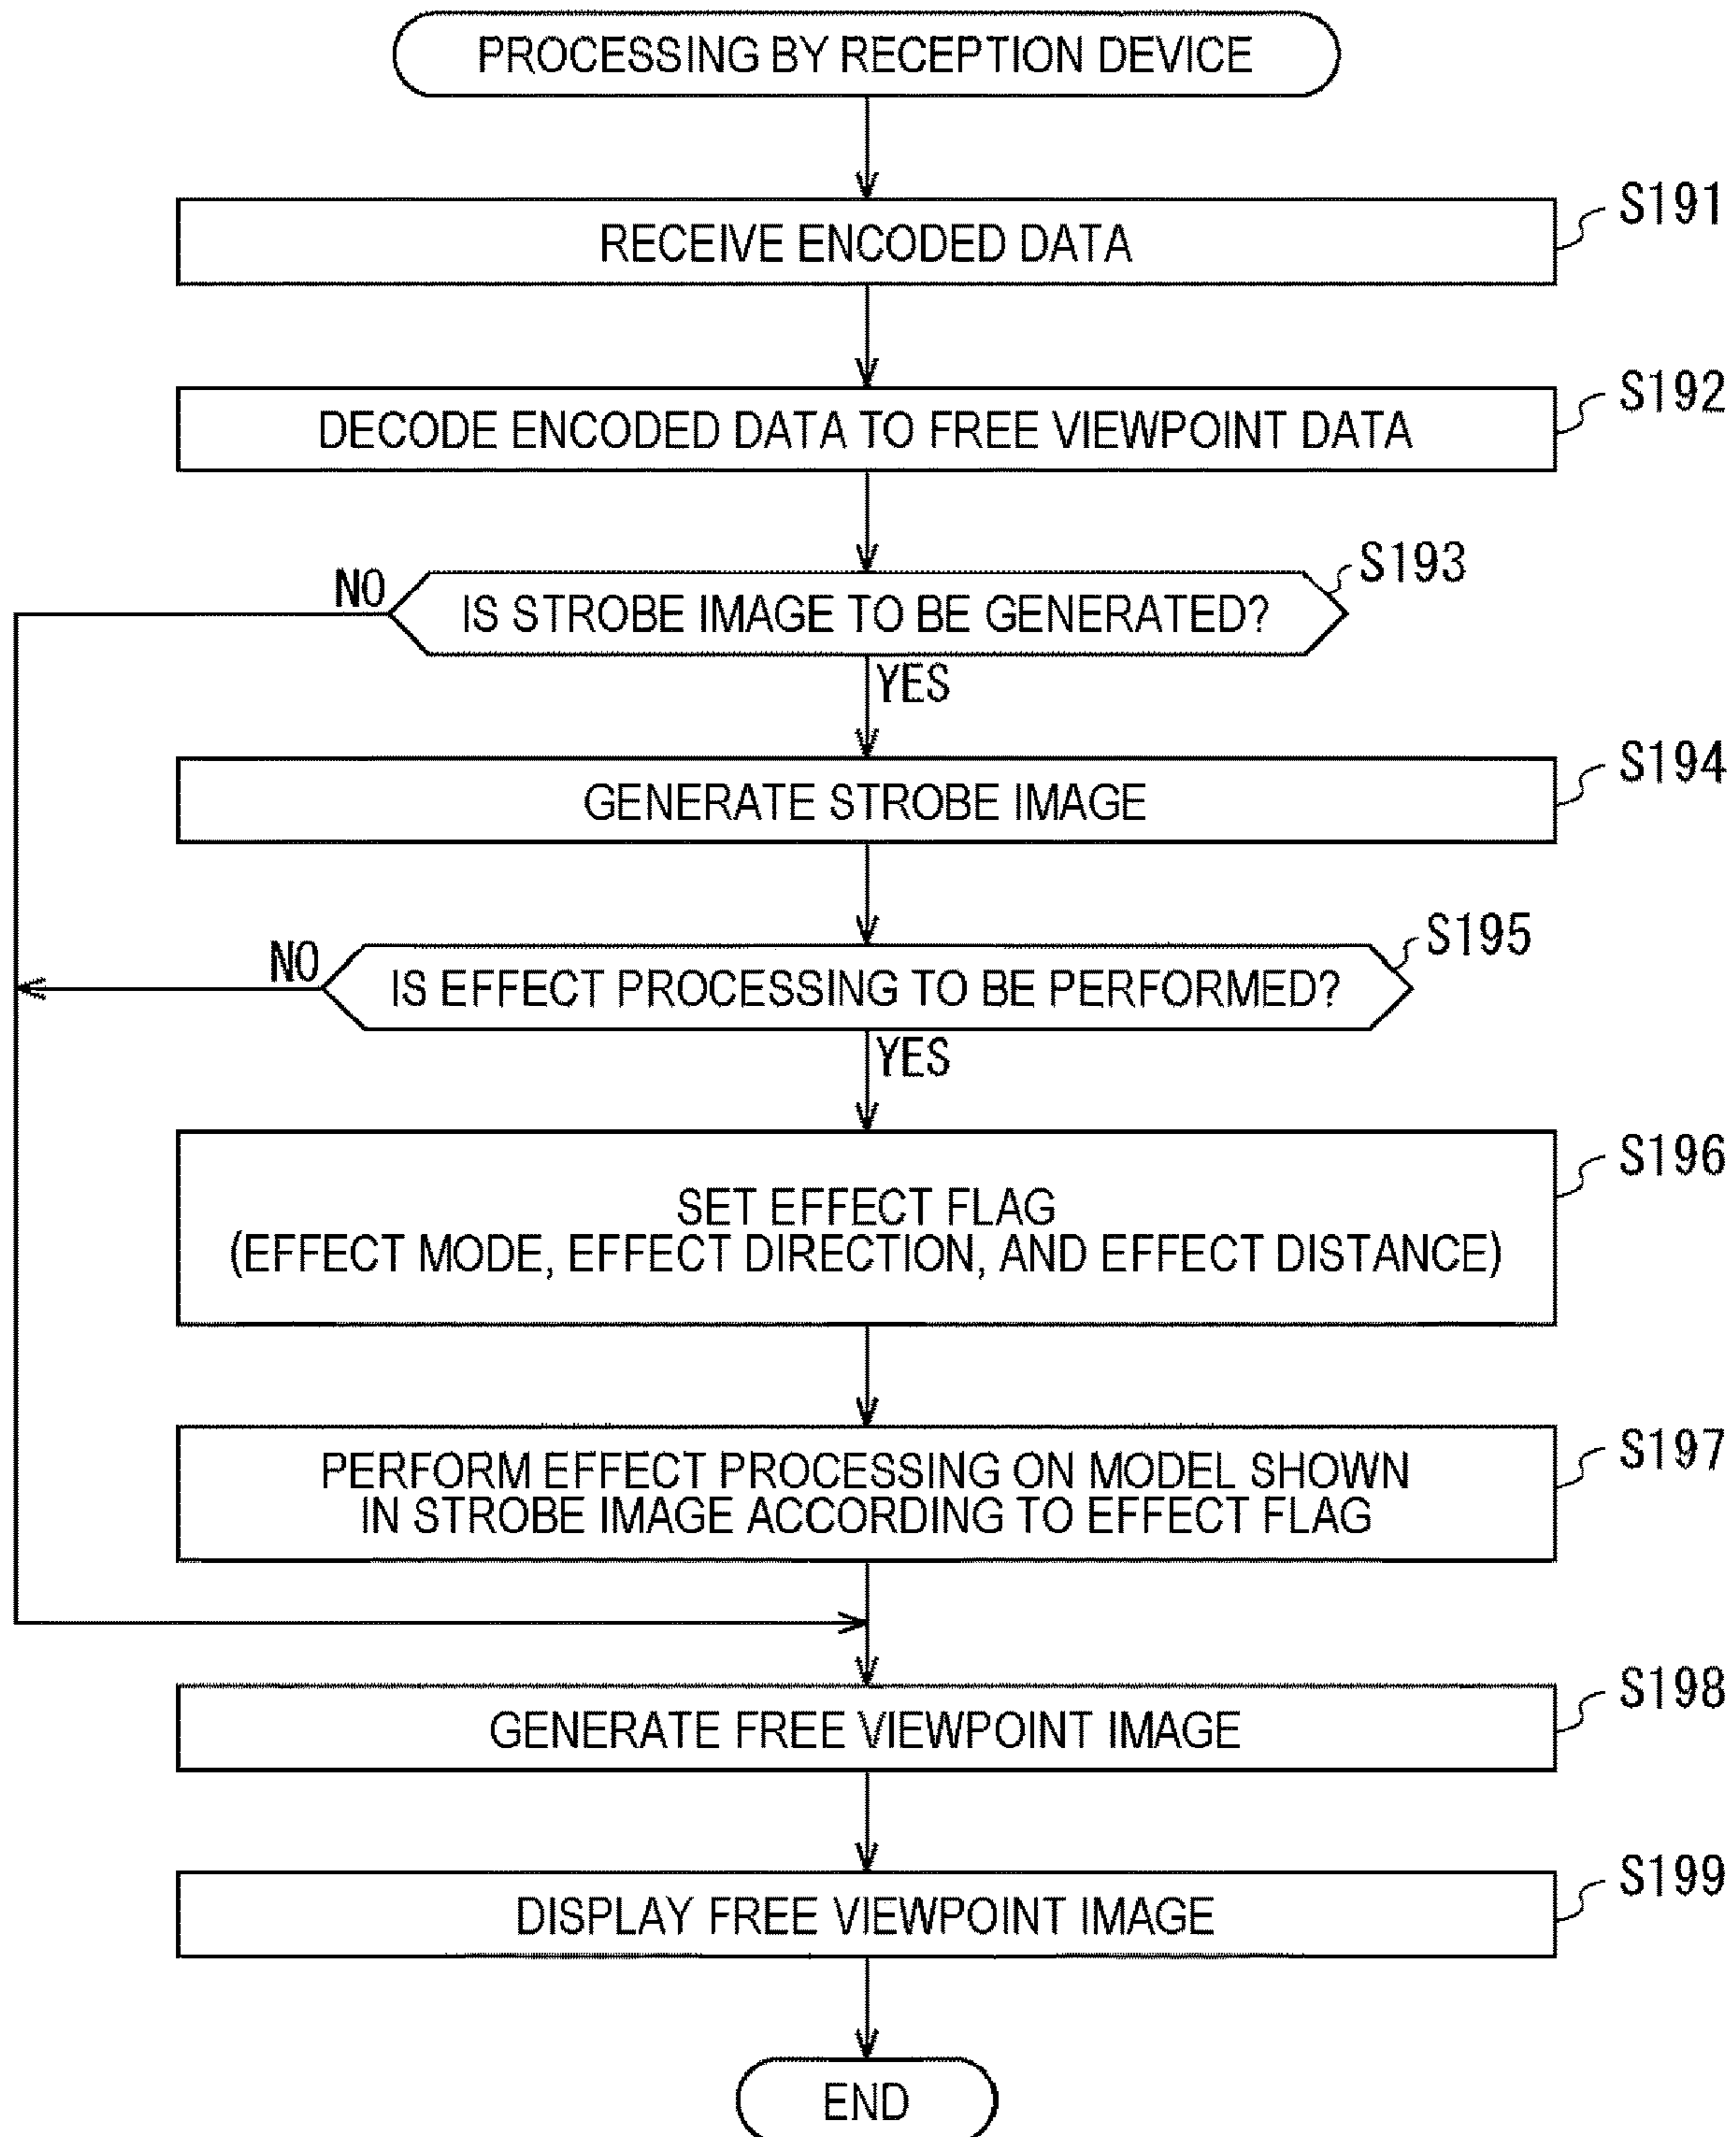 PROCESSING BY RECEPTION DEVICE
S191
RECEIVE ENCODED DATA
S192
DECODE ENCODED DATA TO FREE VIEWPOINT DATA
S193
NO
IS STROBE IMAGE TO BE GENERATED?
YES
S194
GENERATE STROBE IMAGE
S195
NO
IS EFFECT PROCESSING TO BE PERFORMED?
YES
S196
SET EFFECT FLAG
(EFFECT MODE, EFFECT DIRECTION, AND EFFECT DISTANCE)
S197
PERFORM EFFECT PROCESSING ON MODEL SHOWN
IN STROBE IMAGE ACCORDING TO EFFECT FLAG
S198
GENERATE FREE VIEWPOINT IMAGE
S199
DISPLAY FREE VIEWPOINT IMAGE
END